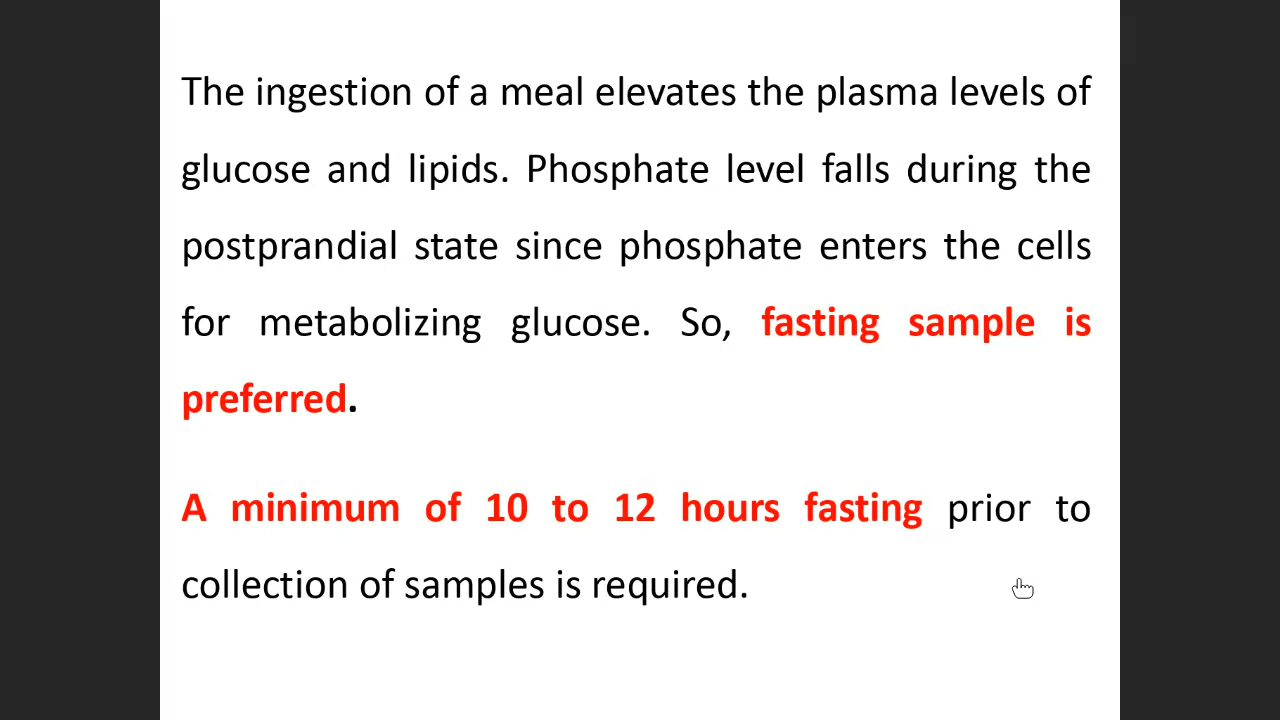 The ingestion of a meal elevates the plasma levels of
glucose and lipids. Phosphate level falls during the
postprandial state since phosphate enters the cells
for metabolizing glucose. So, fasting sample is
preferred.
A minimum of 10 to 12 hours fasting prior to
collection of samples is required.